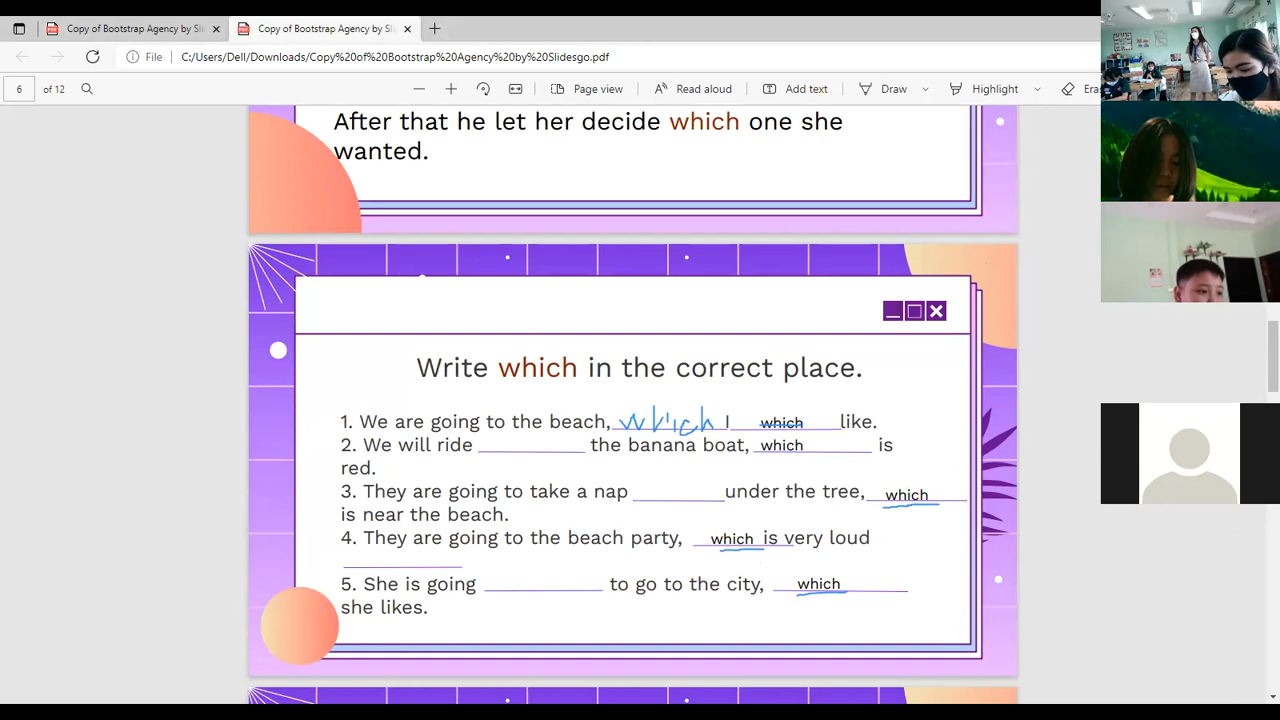 Copy of Bootstrap Agency by Sli
Copy of Bootstrap Agency by Sli
File C:/Users/Dell/Downloads/Copy%20of%20Bootstrap%20Agency%20by%20Slidesgo.pdf
6 of 12 Page view Read aloud Add text Draw Highlight Era
After that he let her decide which one she
wanted.
Write which in the correct place.
1. We are going to the beach, which I which like.
2. We will ride the banana boat, which is
red.
3. They are going to take a nap under the tree, which
is near the beach.
4. They are going to the beach party, which is very loud
5. She is going to go to the city, which
she likes.